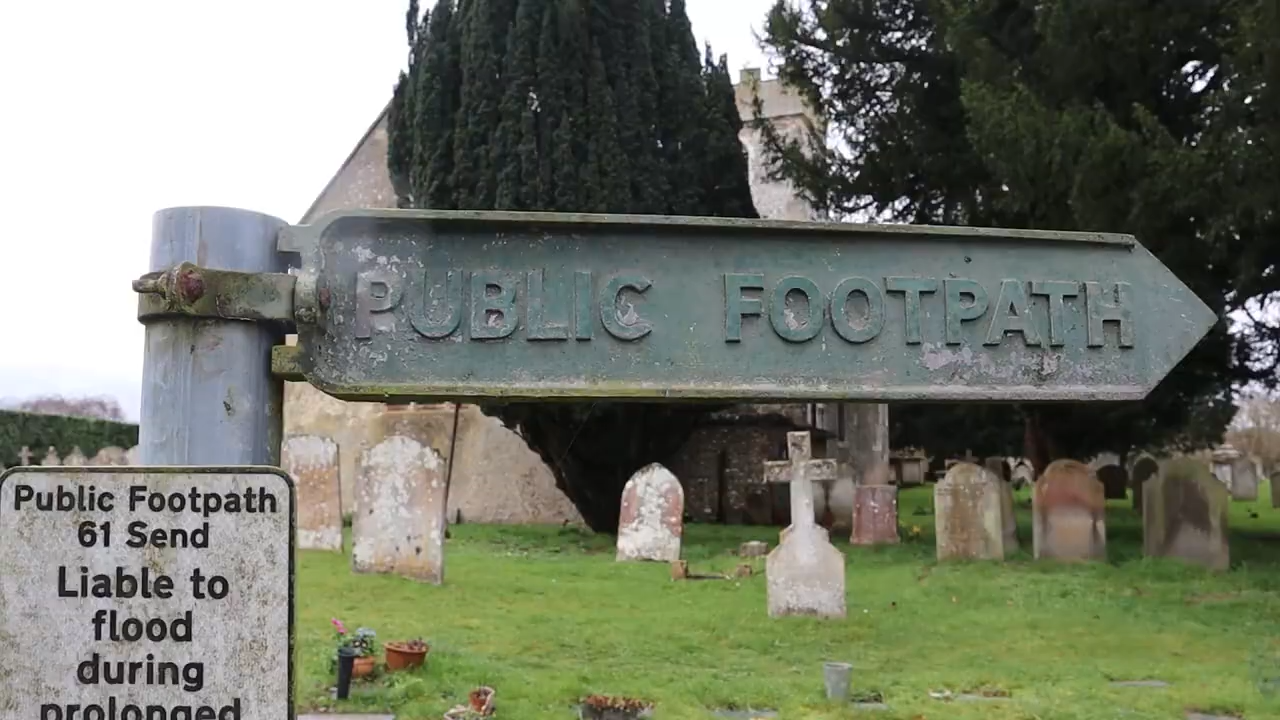 PUBLIC FOOTPATH
Public Footpath
61 Send
Liable to
flood
during
prolonged